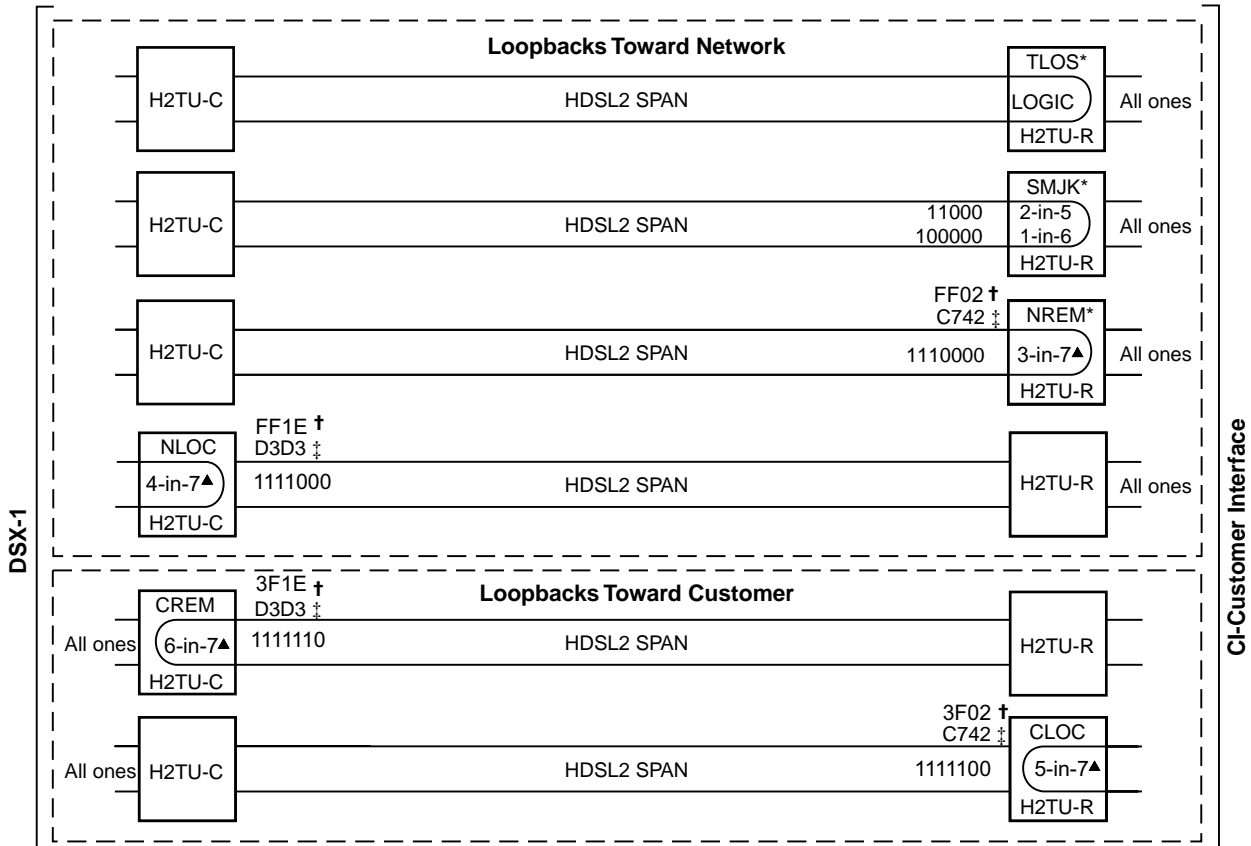 Loopbacks Toward Network
H2TU-C
HDSL2 SPAN
TLOS*
LOGIC
H2TU-R
All ones
H2TU-C
HDSL2 SPAN
11000
100000
SMJK*
2-in-5
1-in-6
H2TU-R
All ones
H2TU-C
HDSL2 SPAN
FF02 †
C742 ‡
1110000
NREM*
3-in-7▲
H2TU-R
All ones
NLOC
4-in-7▲
H2TU-C
FF1E †
D3D3 ‡
1111000
HDSL2 SPAN
H2TU-R
All ones
DSX-1
CI-Customer Interface
Loopbacks Toward Customer
All ones
CREM
6-in-7▲
H2TU-C
3F1E †
D3D3 ‡
1111110
HDSL2 SPAN
H2TU-R
All ones
H2TU-C
HDSL2 SPAN
3F02 †
C742 ‡
1111100
CLOC
5-in-7▲
H2TU-R